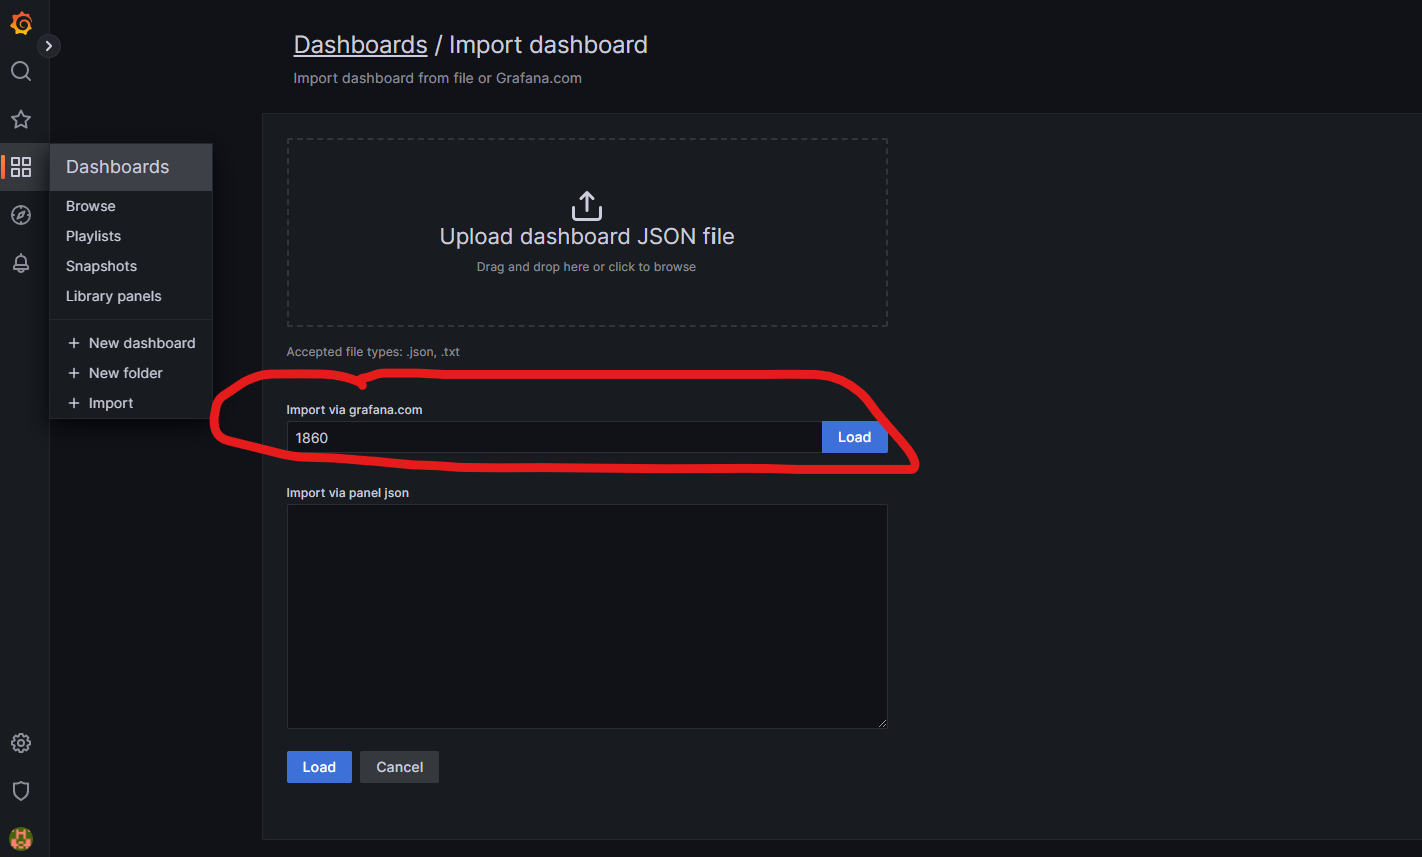 Dashboards / Import dashboard
Import dashboard from file or Grafana.com
Dashboards
Browse
Playlists
Snapshots
Library panels
+ New dashboard
+ New folder
+ Import
Upload dashboard JSON file
Drag and drop here or click to browse
Accepted file types: .json, .txt
Import via grafana.com
1860 Load
Import via panel json
Load Cancel